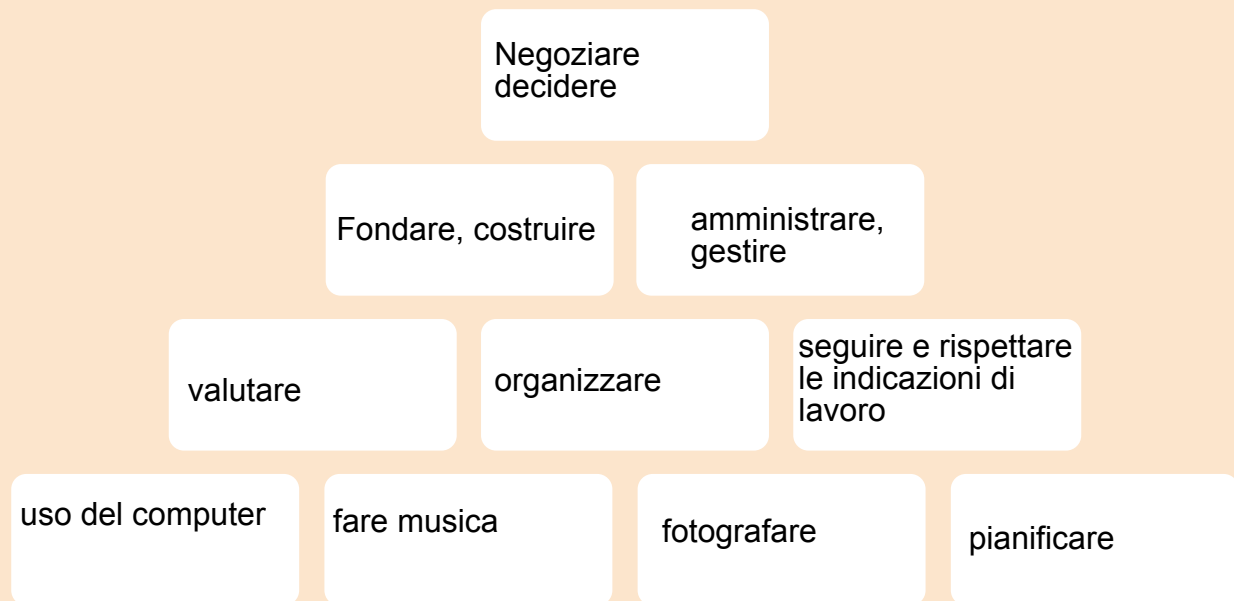 Negoziare
decidere
Fondare, costruire
amministrare,
gestire
valutare
organizzare
seguire e rispettare
le indicazioni di
lavoro
uso del computer
fare musica
fotografare
pianificare